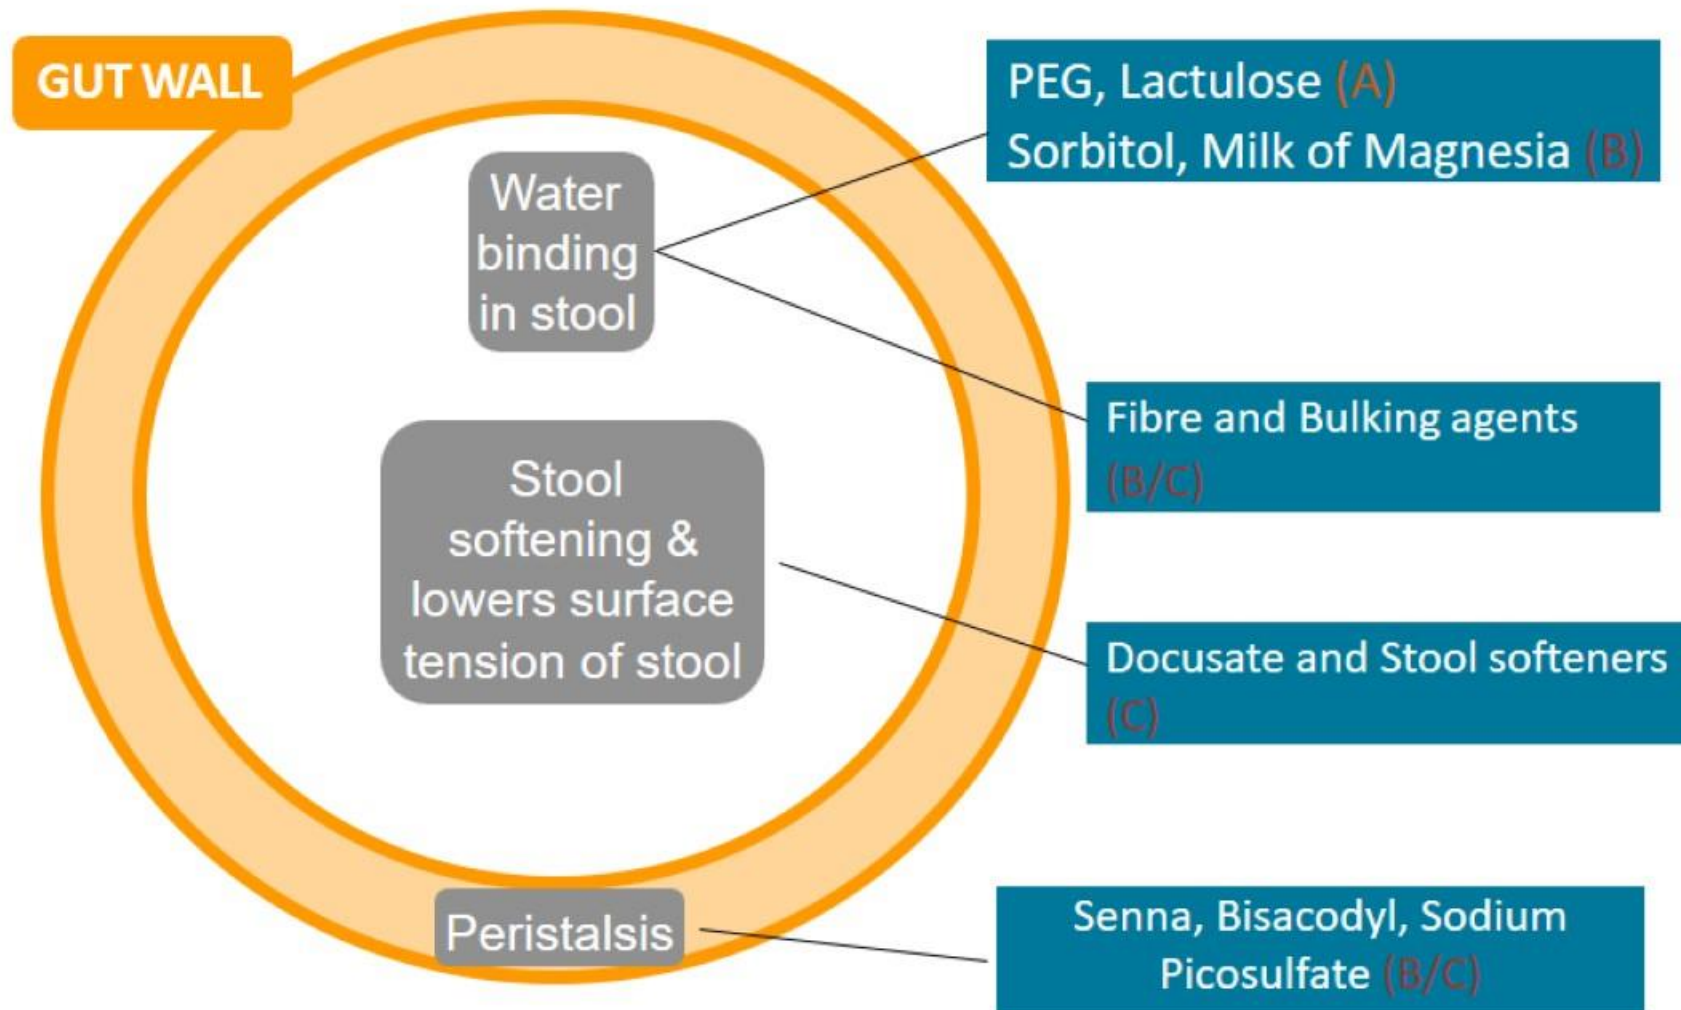 GUT WALL
Water
binding
in stool
Stool
softening &
lowers surface
tension of stool
Peristalsis
PEG, Lactulose (A)
Sorbitol, Milk of Magnesia (B)
Fibre and Bulking agents
(B/C)
Docusate and Stool softeners
(C)
Senna, Bisacodyl, Sodium
Picosulfate (B/C)